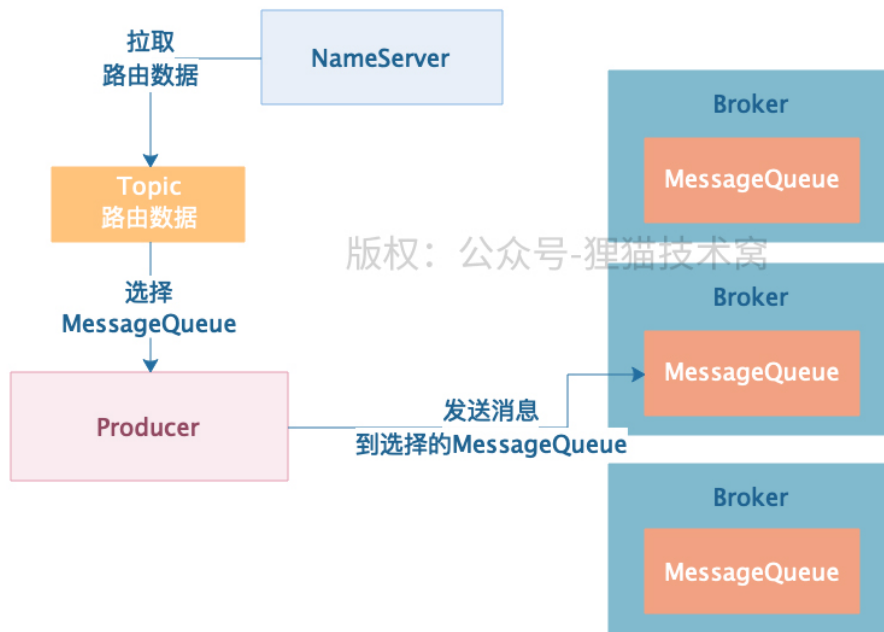 拉取
路由数据
NameServer
Broker
MessageQueue
Topic
路由数据
版权：公众号-狸猫技术窝
选择
MessageQueue
Broker
MessageQueue
Producer
发送消息
到选择的MessageQueue
Broker
MessageQueue